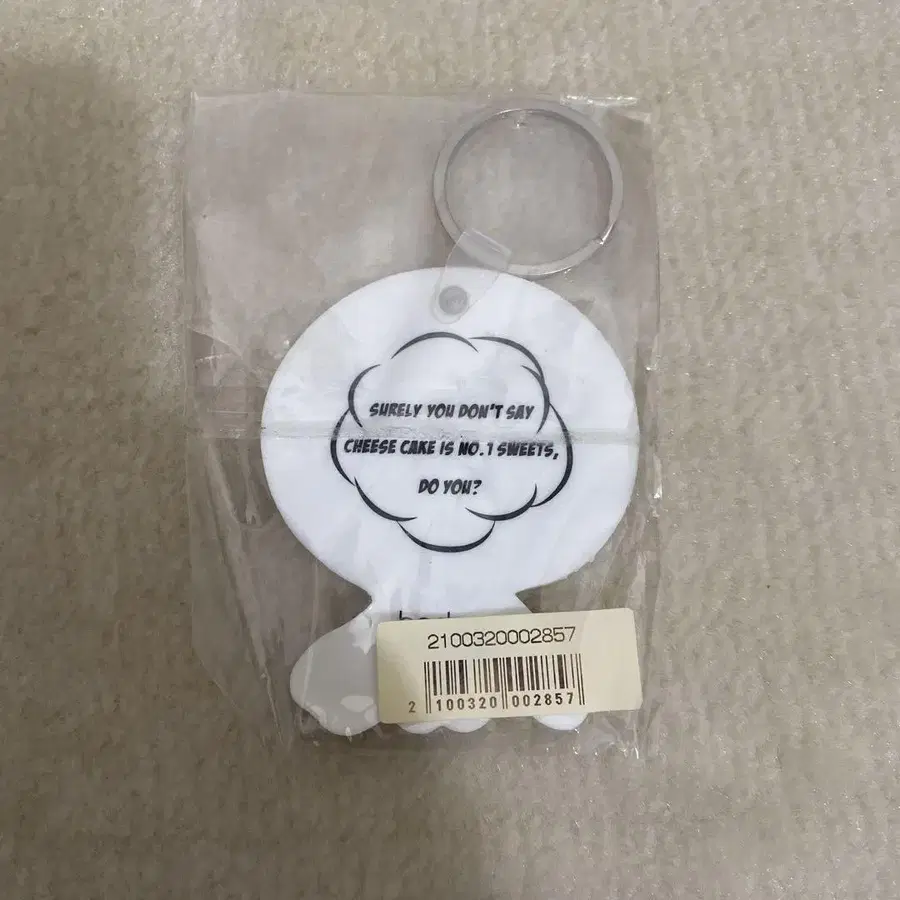 SURELY YOU DON'T SAY
CHEESE CAKE IS NO.1 SWEETS,
DO YOU?
2100320002857
2 100320 002857